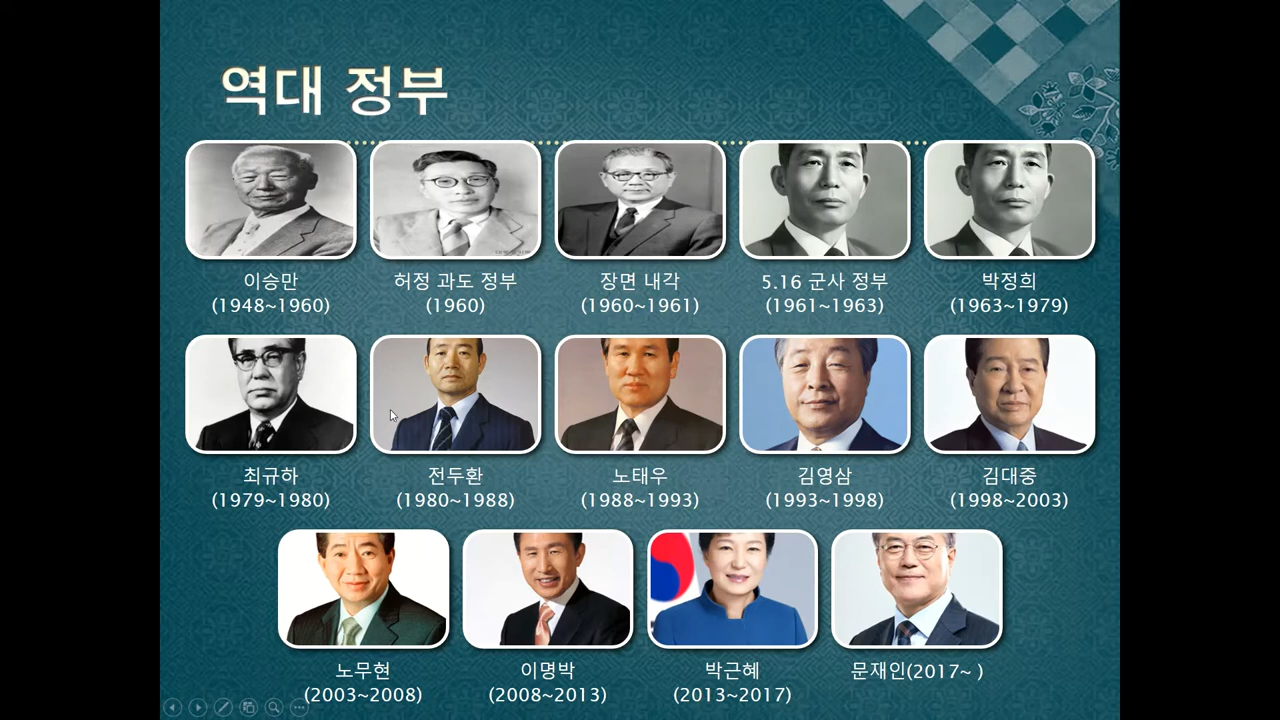 역대 정부
이승만
(1948~1960)
허정 과도 정부
(1960)
장면 내각
(1960~1961)
5.16 군사 정부
(1961~1963)
박정희
(1963~1979)
최규하
(1979~1980)
전두환
(1980~1988)
노태우
(1988~1993)
김영삼
(1993~1998)
김대중
(1998~2003)
노무현
(2003~2008)
이명박
(2008~2013)
박근혜
(2013~2017)
문재인(2017~ )